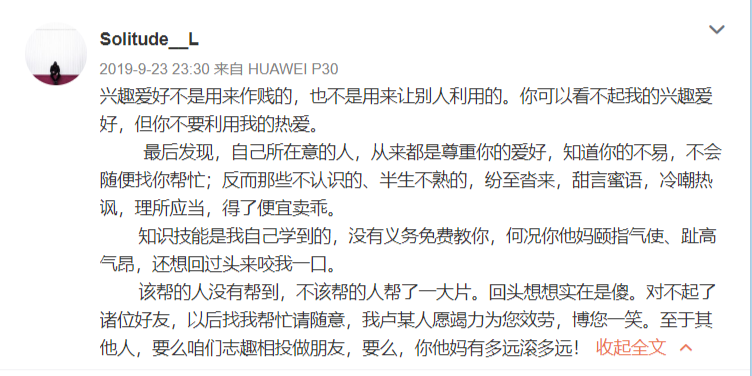 Solitude__L
2019-9-23 23:30 来自 HUAWEI P30
兴趣爱好不是用来作贱的，也不是用来让别人利用的。你可以看不起我的兴趣爱
好，但你不要利用我的热爱。
最后发现，自己所在意的人，从来都是尊重你的爱好，知道你的不易，不会
随便找你帮忙；反而那些不认识的、半生不熟的，纷至沓来，甜言蜜语，冷嘲热
讽，理所应当，得了便宜卖乖。
知识技能是我自己学到的，没有义务免费教你，何况你他妈颐指气使、趾高
气昂，还想回过头来咬我一口。
该帮的人没有帮到，不该帮的人帮了一大片。回头想想实在是傻。对不起了
诸位好友，以后找我帮忙请随意，我卢某人愿竭力为您效劳，博您一笑。至于其
他人，要么咱们志趣相投做朋友，要么，你他妈有多远滚多远！ 收起全文